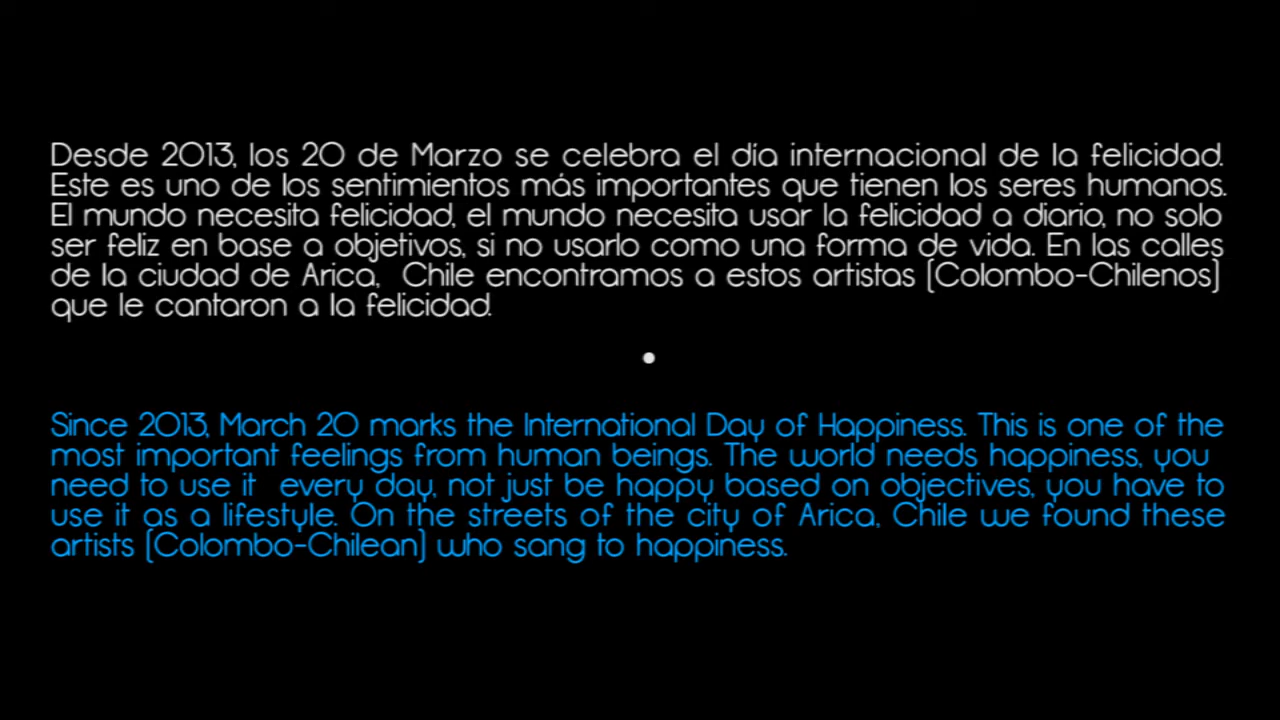 Desde 2013, los 20 de Marzo se celebra el día internacional de la felicidad.
Este es uno de los sentimientos más importantes que tienen los seres humanos.
El mundo necesita felicidad, el mundo necesita usar la felicidad a diario, no solo
ser feliz en base a objetivos, si no usarlo como una forma de vida. En las calles
de la ciudad de Arica,  Chile encontramos a estos artistas (Colombo-Chilenos)
que le cantaron a la felicidad.
Since 2013, March 20 marks the International Day of Happiness. This is one of the
most important feelings from human beings. The world needs happiness, you
need to use it  every day, not just be happy based on objectives, you have to
use it as a lifestyle. On the streets of the city of Arica, Chile we found these
artists (Colombo-Chilean) who sang to happiness.